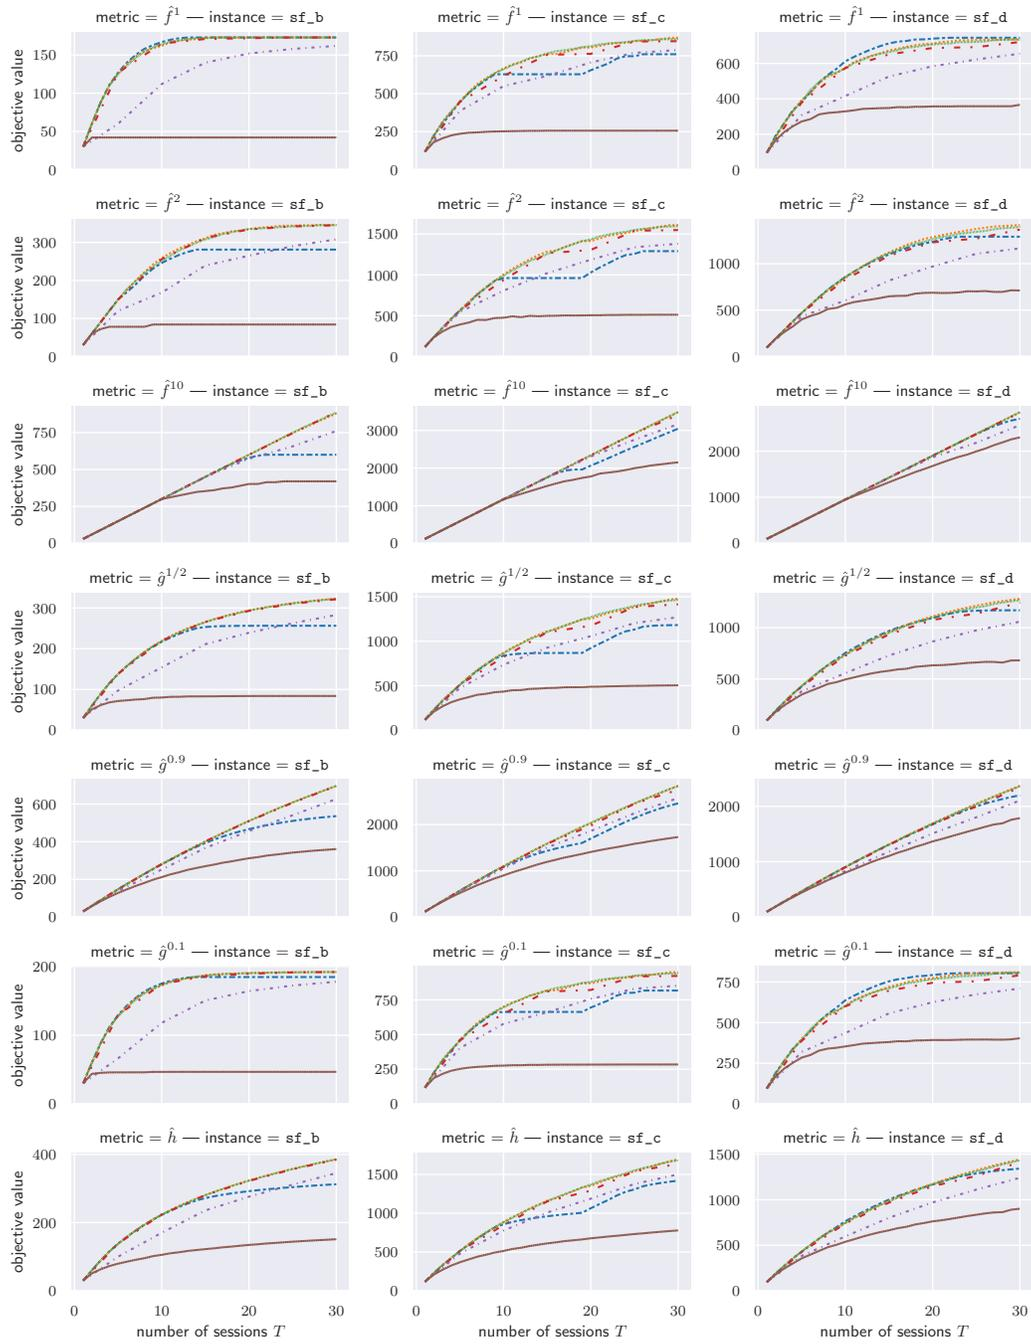 metric = f̂¹ — instance = sf_b
metric = f̂¹ — instance = sf_c
metric = f̂¹ — instance = sf_d
objective value
150
100
50
0
750
500
250
0
600
400
200
0
metric = f̂² — instance = sf_b
metric = f̂² — instance = sf_c
metric = f̂² — instance = sf_d
objective value
300
200
100
0
1500
1000
500
0
1000
500
0
metric = f̂¹⁰ — instance = sf_b
metric = f̂¹⁰ — instance = sf_c
metric = f̂¹⁰ — instance = sf_d
objective value
750
500
250
0
3000
2000
1000
0
2000
1000
0
metric = ĝ^{1/2} — instance = sf_b
metric = ĝ^{1/2} — instance = sf_c
metric = ĝ^{1/2} — instance = sf_d
objective value
300
200
100
0
1500
1000
500
0
1000
500
0
metric = ĝ^{0.9} — instance = sf_b
metric = ĝ^{0.9} — instance = sf_c
metric = ĝ^{0.9} — instance = sf_d
objective value
600
400
200
0
2000
1000
0
2000
1000
0
metric = ĝ^{0.1} — instance = sf_b
metric = ĝ^{0.1} — instance = sf_c
metric = ĝ^{0.1} — instance = sf_d
objective value
200
100
0
750
500
250
0
750
500
250
0
metric = ĥ — instance = sf_b
metric = ĥ — instance = sf_c
metric = ĥ — instance = sf_d
objective value
400
200
0
1500
1000
500
0
1500
1000
500
0
0 10 20 30
0 10 20 30
0 10 20 30
number of sessions T
number of sessions T
number of sessions T